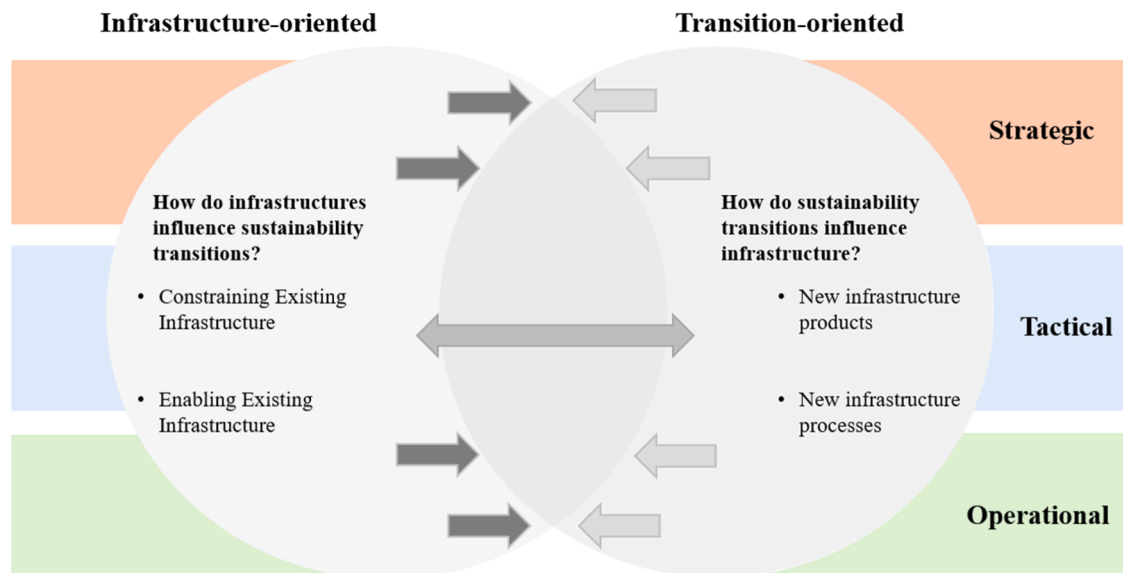 Infrastructure-oriented
Transition-oriented
Strategic
How do infrastructures
influence sustainability
transitions?
• Constraining Existing
Infrastructure
• Enabling Existing
Infrastructure
How do sustainability
transitions influence
infrastructure?
• New infrastructure
products
• New infrastructure
processes
Tactical
Operational